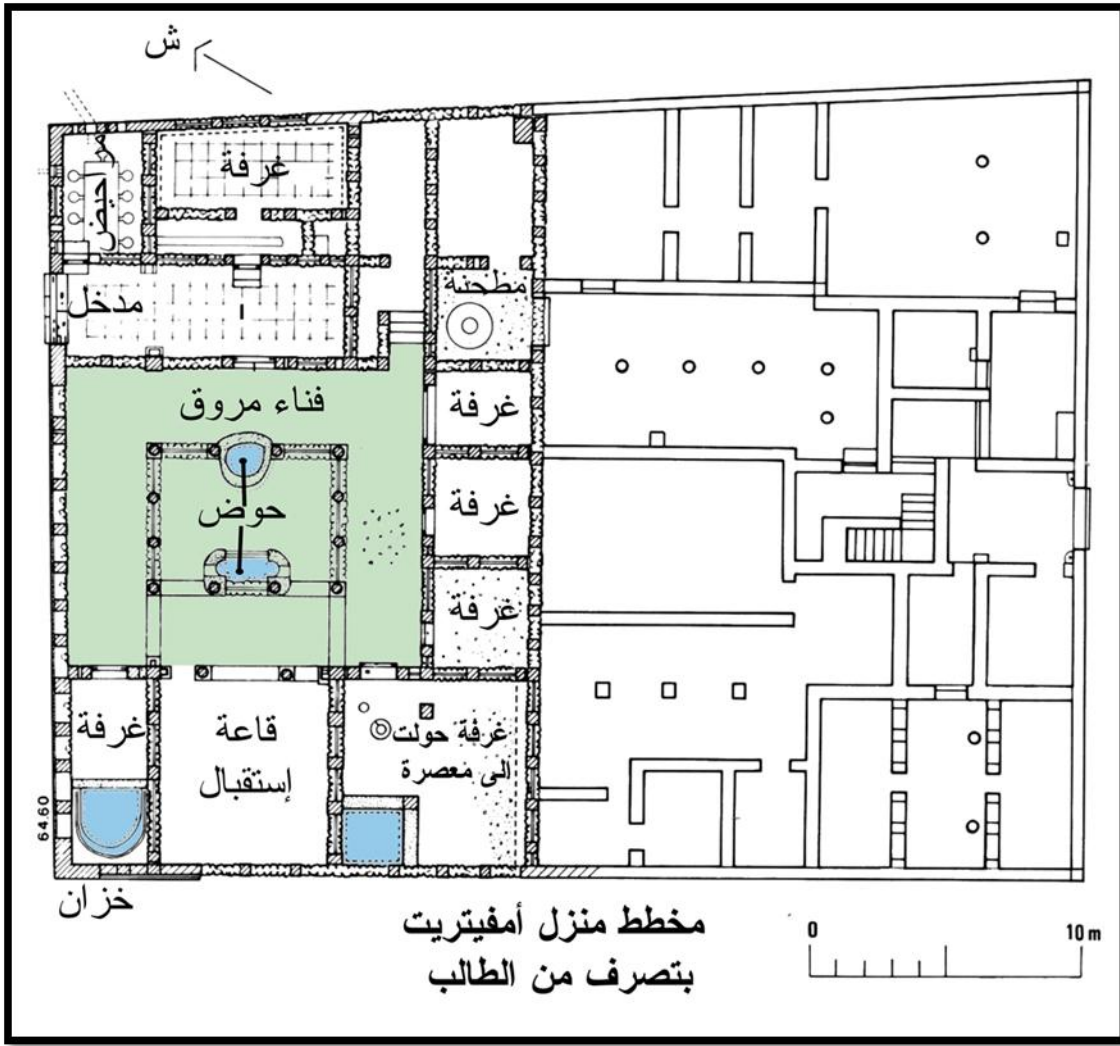 ش
مراحيض
غرفة
مدخل
مطحنة
فناء مروق
غرفة
حوض
غرفة
غرفة
غرفة
قاعة
إستقبال
غرفة حولت
الى معصرة
6460
خزان
مخطط منزل أمفيتريت
بتصرف من الطالب
0 10 m